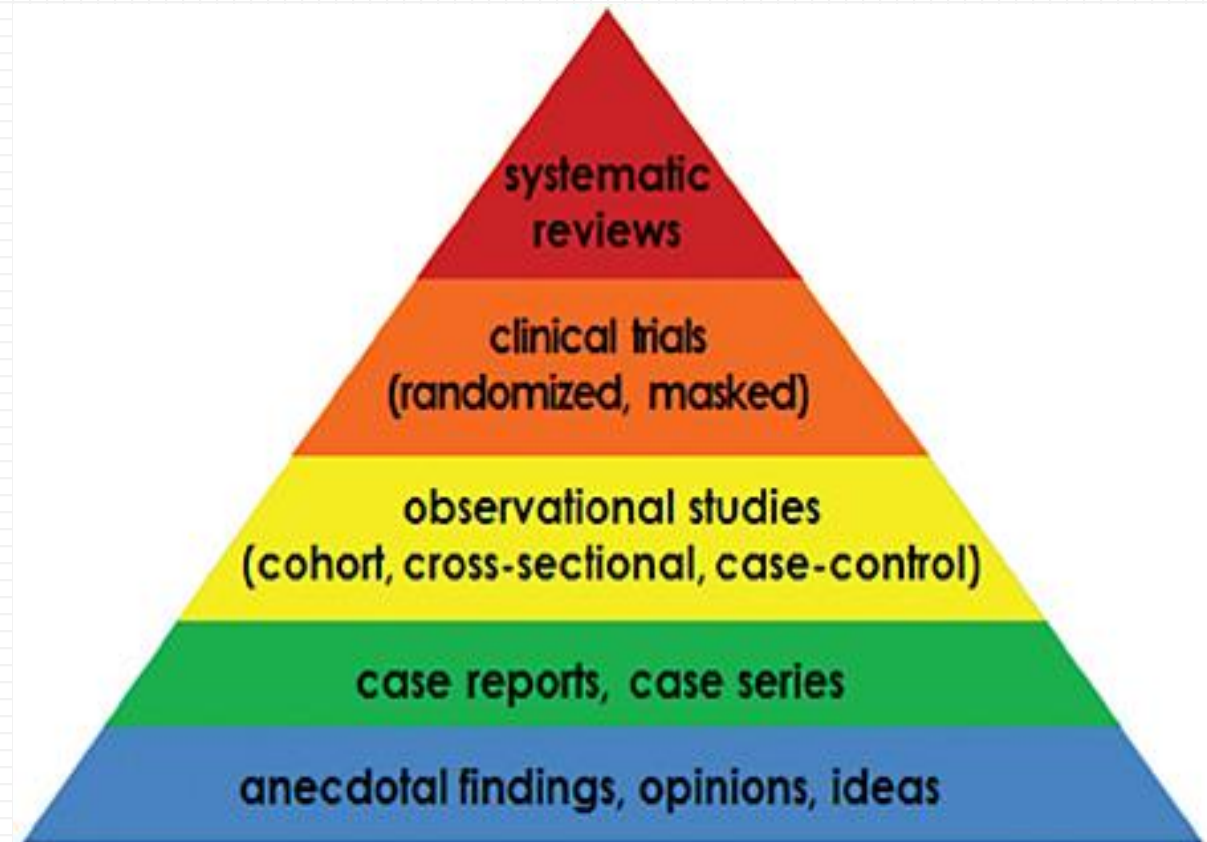 systematic
reviews
clinical trials
(randomized, masked)
observational studies
(cohort, cross-sectional, case-control)
case reports, case series
anecdotal findings, opinions, ideas